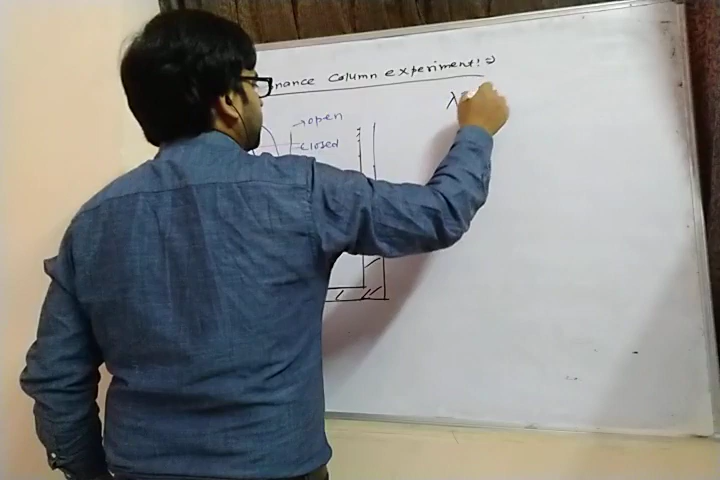 nance Column experiment:⇒
λ
→open
closed